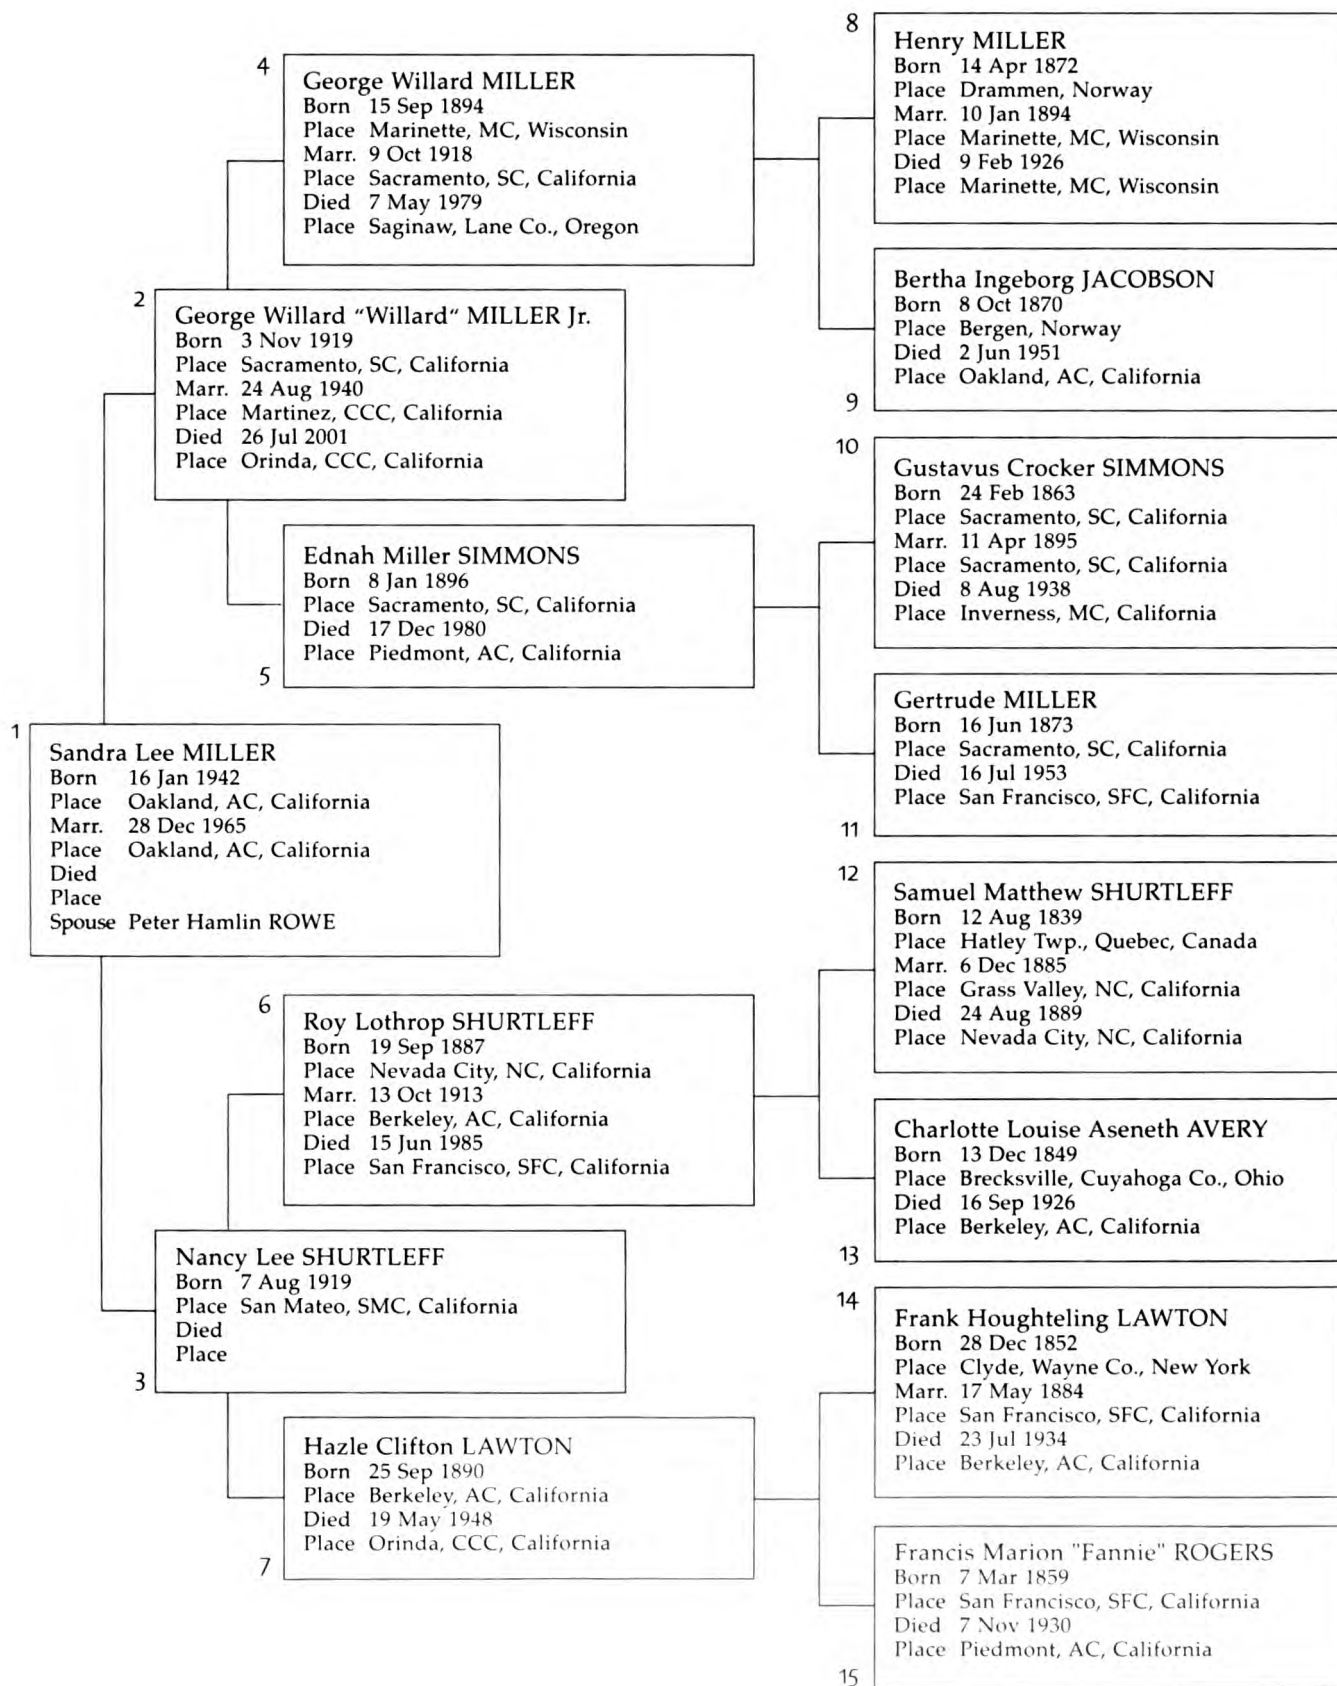 8
Henry MILLER
Born 14 Apr 1872
Place Drammen, Norway
Marr. 10 Jan 1894
Place Marinette, MC, Wisconsin
Died 9 Feb 1926
Place Marinette, MC, Wisconsin
4
George Willard MILLER
Born 15 Sep 1894
Place Marinette, MC, Wisconsin
Marr. 9 Oct 1918
Place Sacramento, SC, California
Died 7 May 1979
Place Saginaw, Lane Co., Oregon
Bertha Ingeborg JACOBSON
Born 8 Oct 1870
Place Bergen, Norway
Died 2 Jun 1951
Place Oakland, AC, California
9
2
George Willard "Willard" MILLER Jr.
Born 3 Nov 1919
Place Sacramento, SC, California
Marr. 24 Aug 1940
Place Martinez, CCC, California
Died 26 Jul 2001
Place Orinda, CCC, California
10
Gustavus Crocker SIMMONS
Born 24 Feb 1863
Place Sacramento, SC, California
Marr. 11 Apr 1895
Place Sacramento, SC, California
Died 8 Aug 1938
Place Inverness, MC, California
Ednah Miller SIMMONS
Born 8 Jan 1896
Place Sacramento, SC, California
Died 17 Dec 1980
Place Piedmont, AC, California
5
Gertrude MILLER
Born 16 Jun 1873
Place Sacramento, SC, California
Died 16 Jul 1953
Place San Francisco, SFC, California
11
1
Sandra Lee MILLER
Born 16 Jan 1942
Place Oakland, AC, California
Marr. 28 Dec 1965
Place Oakland, AC, California
Died
Place
Spouse Peter Hamlin ROWE
12
Samuel Matthew SHURTLEFF
Born 12 Aug 1839
Place Hatley Twp., Quebec, Canada
Marr. 6 Dec 1885
Place Grass Valley, NC, California
Died 24 Aug 1889
Place Nevada City, NC, California
6
Roy Lothrop SHURTLEFF
Born 19 Sep 1887
Place Nevada City, NC, California
Marr. 13 Oct 1913
Place Berkeley, AC, California
Died 15 Jun 1985
Place San Francisco, SFC, California
Charlotte Louise Aseneth AVERY
Born 13 Dec 1849
Place Brecksville, Cuyahoga Co., Ohio
Died 16 Sep 1926
Place Berkeley, AC, California
13
Nancy Lee SHURTLEFF
Born 7 Aug 1919
Place San Mateo, SMC, California
Died
Place
3
14
Frank Houghteling LAWTON
Born 28 Dec 1852
Place Clyde, Wayne Co., New York
Marr. 17 May 1884
Place San Francisco, SFC, California
Died 23 Jul 1934
Place Berkeley, AC, California
Hazle Clifton LAWTON
Born 25 Sep 1890
Place Berkeley, AC, California
Died 19 May 1948
Place Orinda, CCC, California
7
Francis Marion "Fannie" ROGERS
Born 7 Mar 1859
Place San Francisco, SFC, California
Died 7 Nov 1930
Place Piedmont, AC, California
15